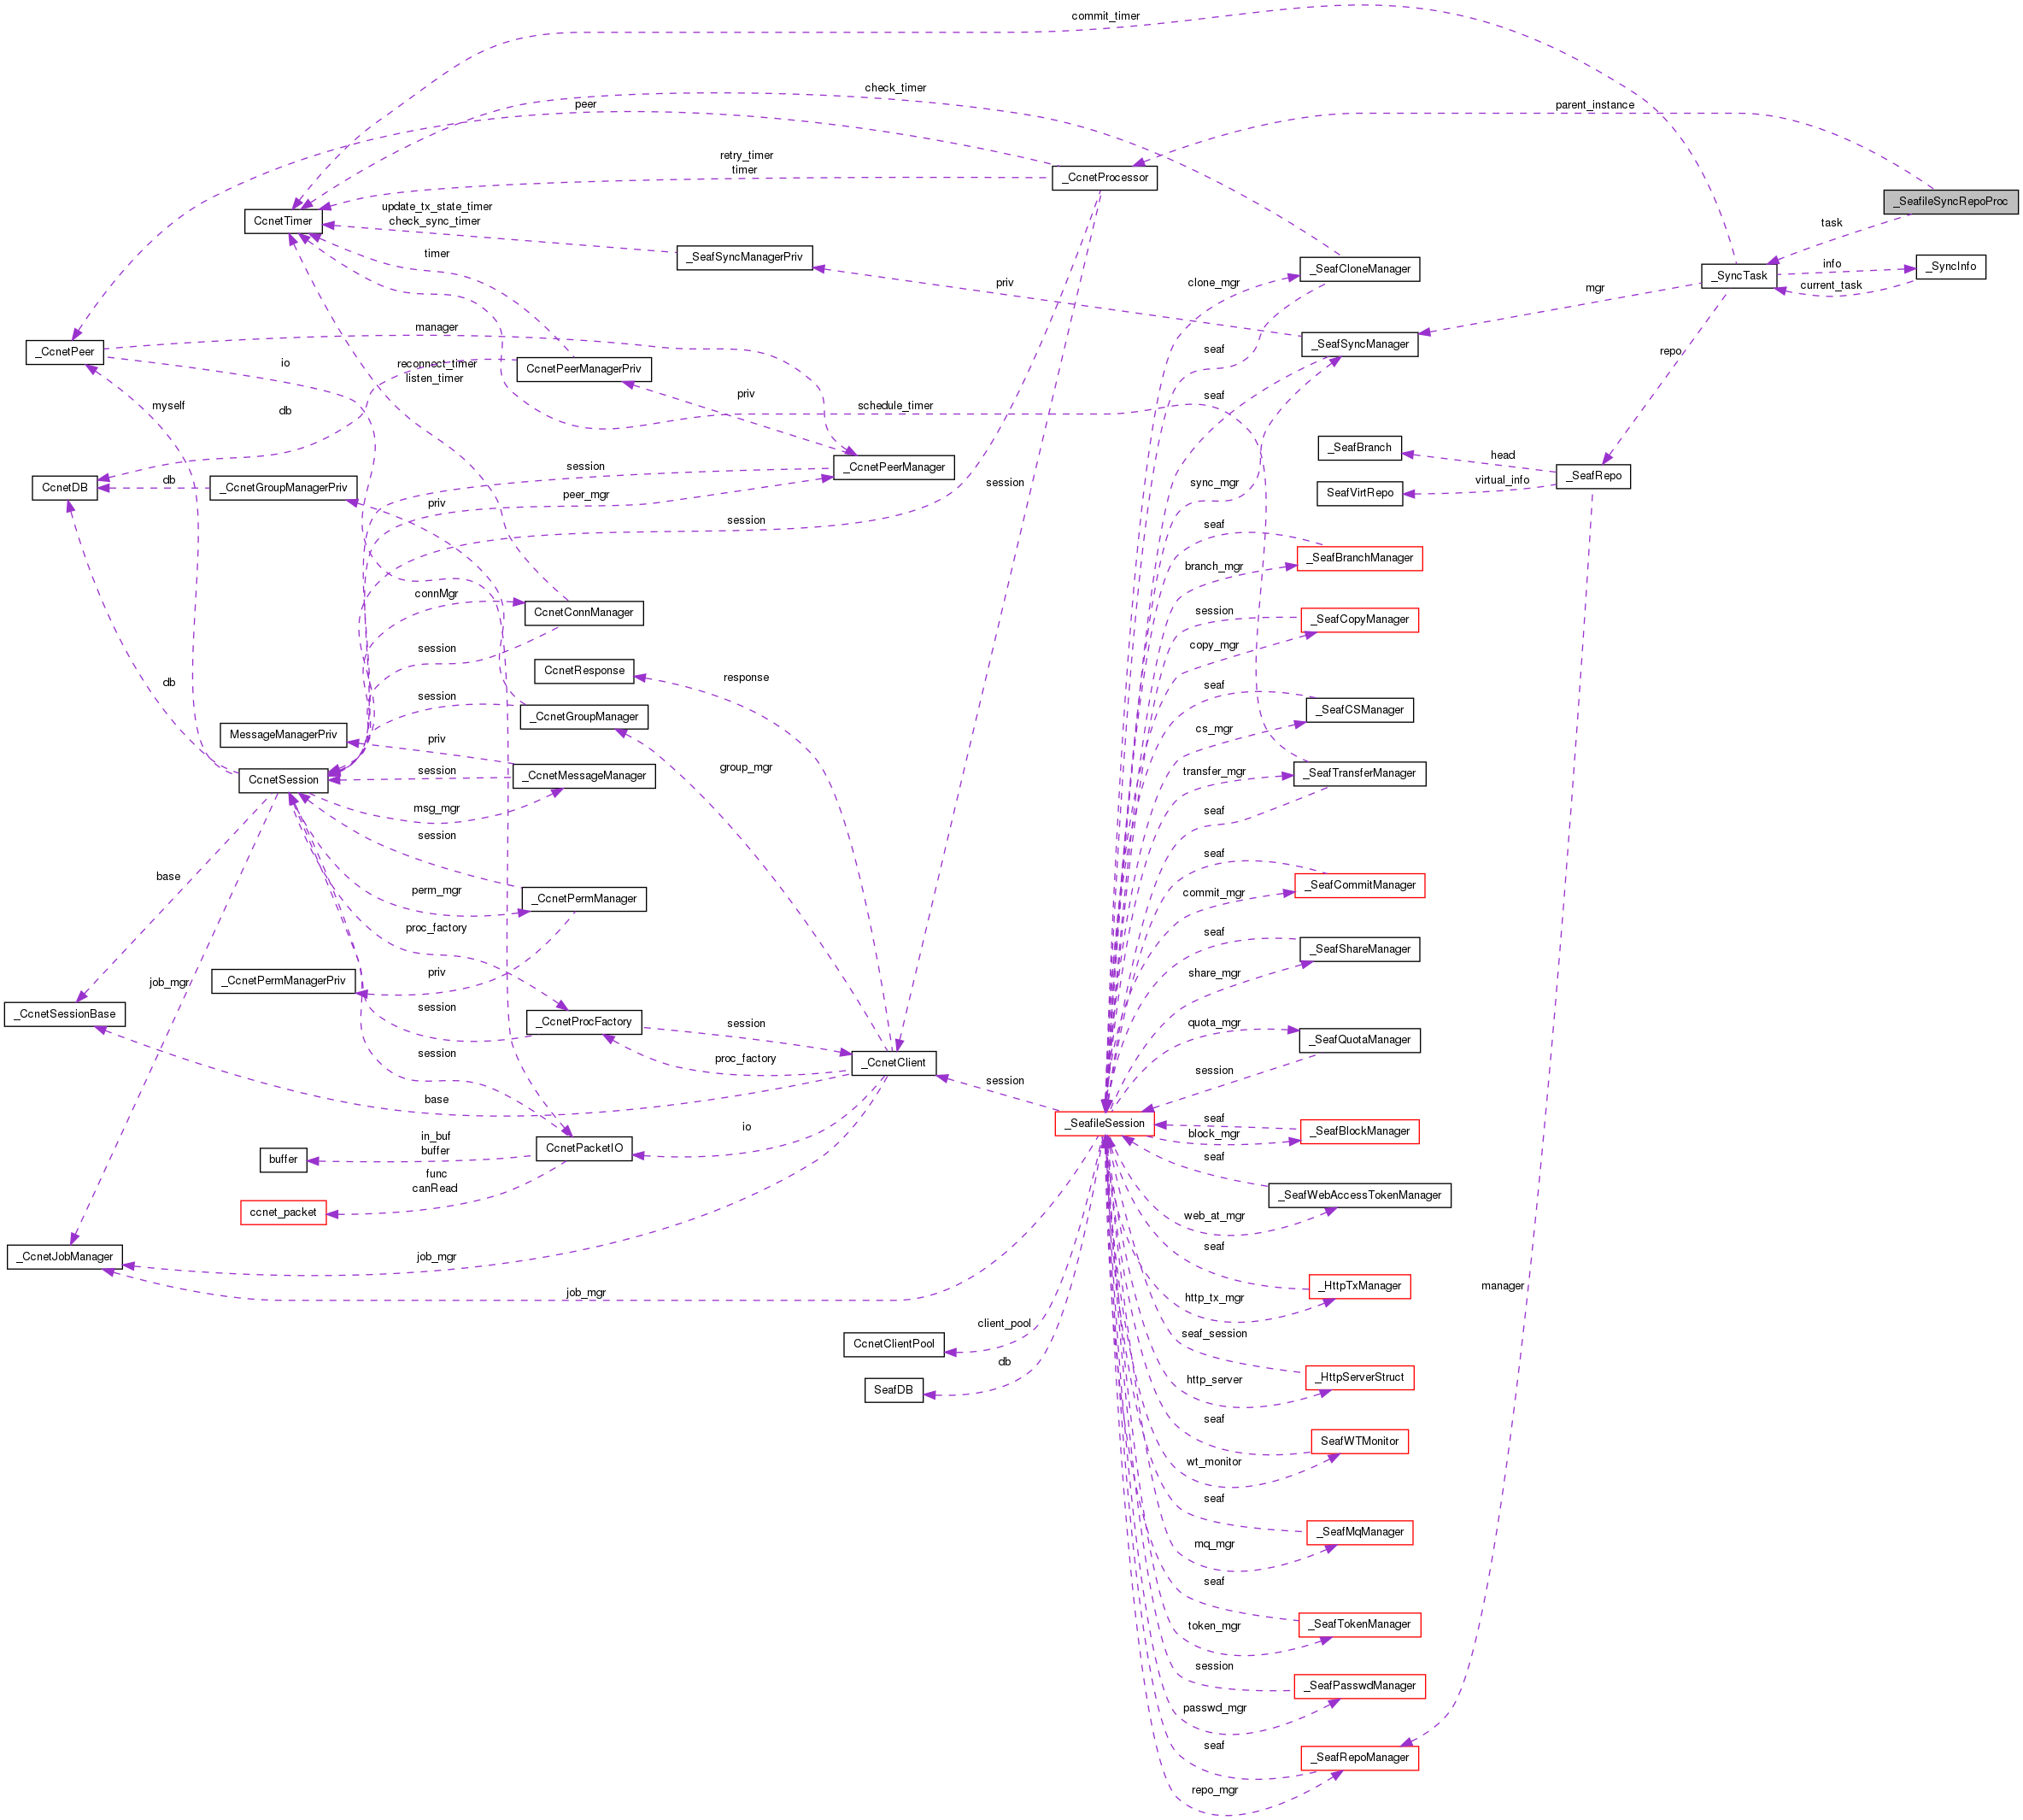 commit_timer
check_timer
peer
parent_instance
retry_timer
timer
_CcnetProcessor
_SeafileSyncRepoProc
update_tx_state_timer
check_sync_timer
CcnetTimer
task
timer
_SeafSyncManagerPriv
_SeafCloneManager
_SyncTask
info
_SyncInfo
clone_mgr
priv
mgr
current_task
manager
_CcnetPeer
seaf
_SeafSyncManager
repo
io
reconnect_timer
listen_timer
CcnetPeerManagerPriv
priv
seaf
myself
db
schedule_timer
_SeafBranch
head
session
_CcnetPeerManager
_SeafRepo
CcnetDB
db
_CcnetGroupManagerPriv
session
sync_mgr
virtual_info
SeafVirtRepo
priv
peer_mgr
session
seaf
_SeafBranchManager
branch_mgr
connMgr
CcnetConnManager
session
_SeafCopyManager
session
copy_mgr
CcnetResponse
response
seaf
session
_CcnetGroupManager
_SeafCSManager
db
MessageManagerPriv
priv
cs_mgr
CcnetSession
session
_CcnetMessageManager
group_mgr
transfer_mgr
_SeafTransferManager
msg_mgr
seaf
session
seaf
base
perm_mgr
_CcnetPermManager
commit_mgr
_SeafCommitManager
proc_factory
seaf
_SeafShareManager
job_mgr
_CcnetPermManagerPriv
priv
share_mgr
_CcnetSessionBase
session
_CcnetProcFactory
session
quota_mgr
_SeafQuotaManager
session
proc_factory
_CcnetClient
session
session
base
_SeafileSession
seaf
in_buf
buffer
io
block_mgr
_SeafBlockManager
buffer
CcnetPacketIO
seaf
func
canRead
_SeafWebAccessTokenManager
ccnet_packet
web_at_mgr
_CcnetJobManager
job_mgr
seaf
job_mgr
_HttpTxManager
manager
http_tx_mgr
client_pool
seaf_session
CcnetClientPool
db
http_server
_HttpServerStruct
SeafDB
seaf
SeafWTMonitor
wt_monitor
seaf
_SeafMqManager
mq_mgr
seaf
token_mgr
_SeafTokenManager
session
_SeafPasswdManager
passwd_mgr
seaf
_SeafRepoManager
repo_mgr